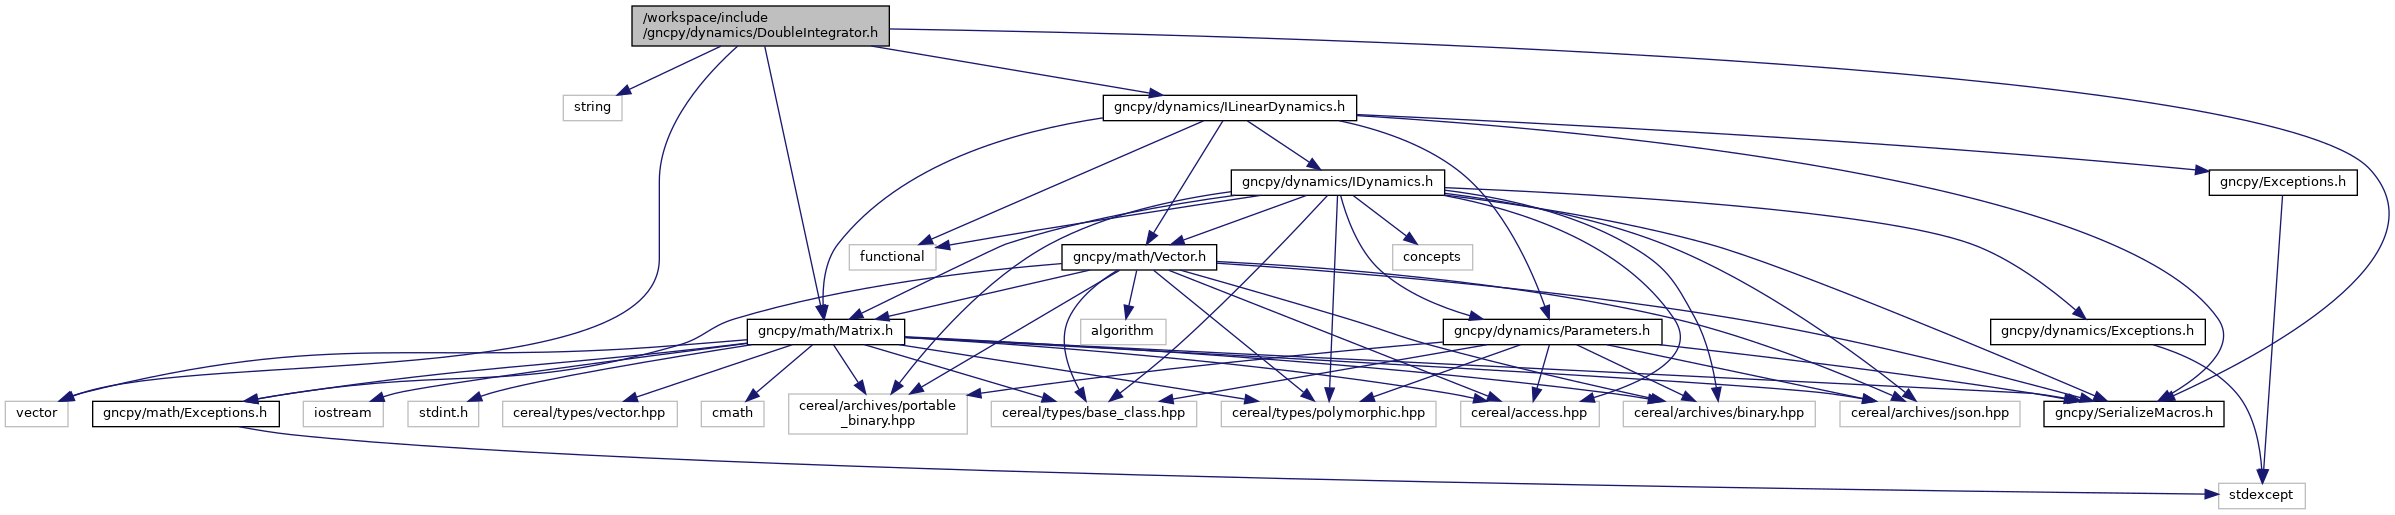 /workspace/include
/gncpy/dynamics/DoubleIntegrator.h
string
gncpy/dynamics/ILinearDynamics.h
gncpy/dynamics/IDynamics.h
gncpy/Exceptions.h
functional
gncpy/math/Vector.h
concepts
gncpy/math/Matrix.h
algorithm
gncpy/dynamics/Parameters.h
gncpy/dynamics/Exceptions.h
vector
gncpy/math/Exceptions.h
iostream
stdint.h
cereal/types/vector.hpp
cmath
cereal/archives/portable
_binary.hpp
cereal/types/base_class.hpp
cereal/types/polymorphic.hpp
cereal/access.hpp
cereal/archives/binary.hpp
cereal/archives/json.hpp
gncpy/SerializeMacros.h
stdexcept